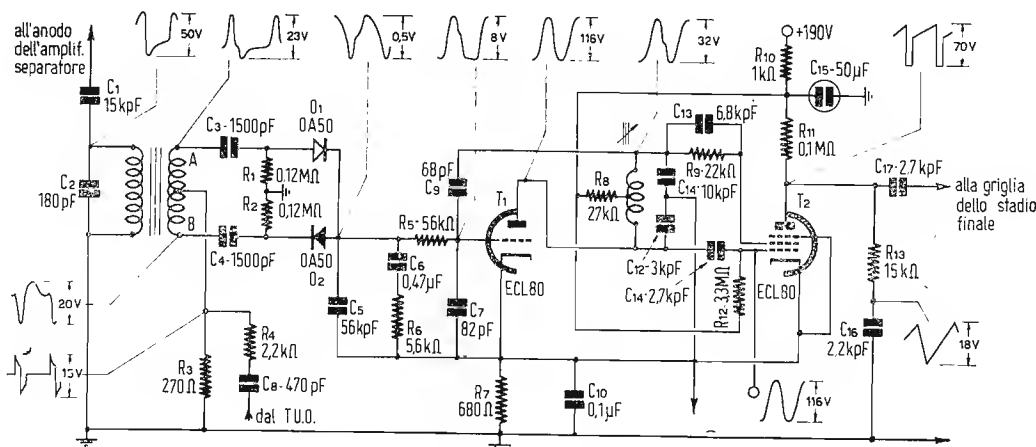 all'anodo
dell'amplif.
separatore
50V
23V
0,5V
8V
116V
32V
+190V
70V
C1
15kpF
C2
180pF
A
B
C3-1500pF
O1
OA50
R1
0,12MΩ
R2
0,12MΩ
C4-1500pF
OA50
O2
68pF
C9
R5-56kΩ
C6
0,47µF
C5
56kpF
R6
5,6kΩ
C7
82pF
T1
ECL80
R8
27kΩ
C13
6,8kpF
R9-22kΩ
C14-10kpF
C12-3kpF
C14-2,7kpF
R12-3,3MΩ
T2
ECL80
R10
1kΩ
C15-50µF
R11
0,1MΩ
C17-2,7kpF
alla griglia
dello stadio
finale
R13
15kΩ
C16
2,2kpF
18V
20V
15V
R3
270Ω
R4
2,2kΩ
C8-470pF
dal T.U.O.
R7
680Ω
C10
0,1µF
116V